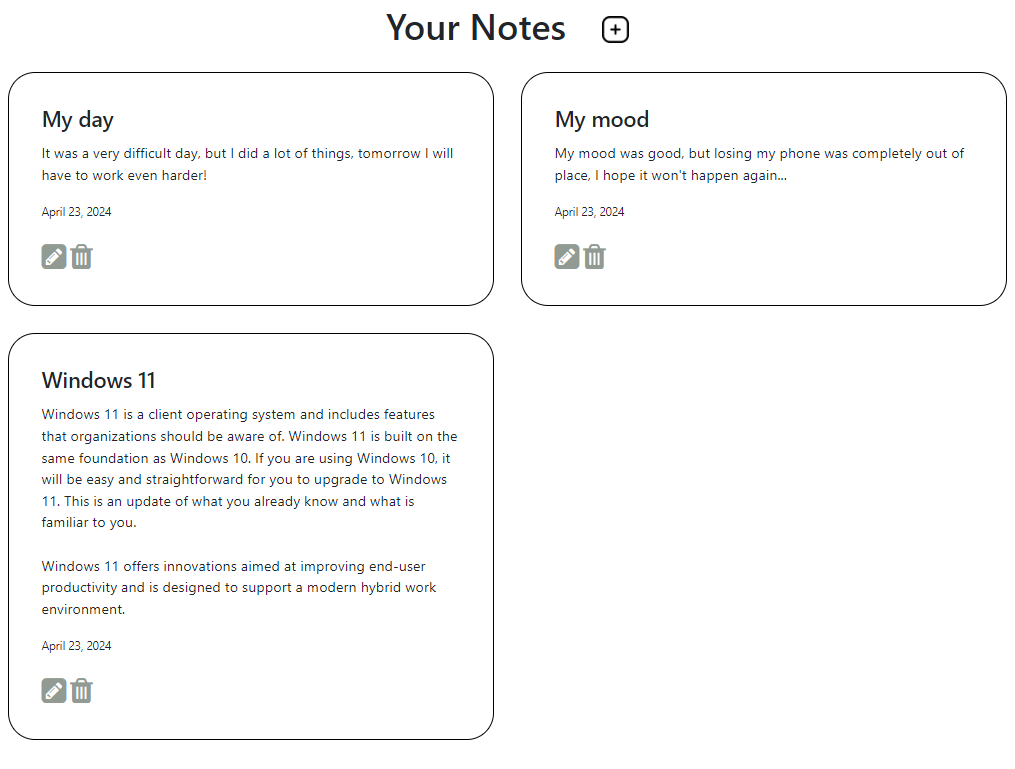 Your Notes
My day
It was a very difficult day, but I did a lot of things, tomorrow I will
have to work even harder!
April 23, 2024
My mood
My mood was good, but losing my phone was completely out of
place, I hope it won't happen again...
April 23, 2024
Windows 11
Windows 11 is a client operating system and includes features
that organizations should be aware of. Windows 11 is built on the
same foundation as Windows 10. If you are using Windows 10, it
will be easy and straightforward for you to upgrade to Windows
11. This is an update of what you already know and what is
familiar to you.
Windows 11 offers innovations aimed at improving end-user
productivity and is designed to support a modern hybrid work
environment.
April 23, 2024